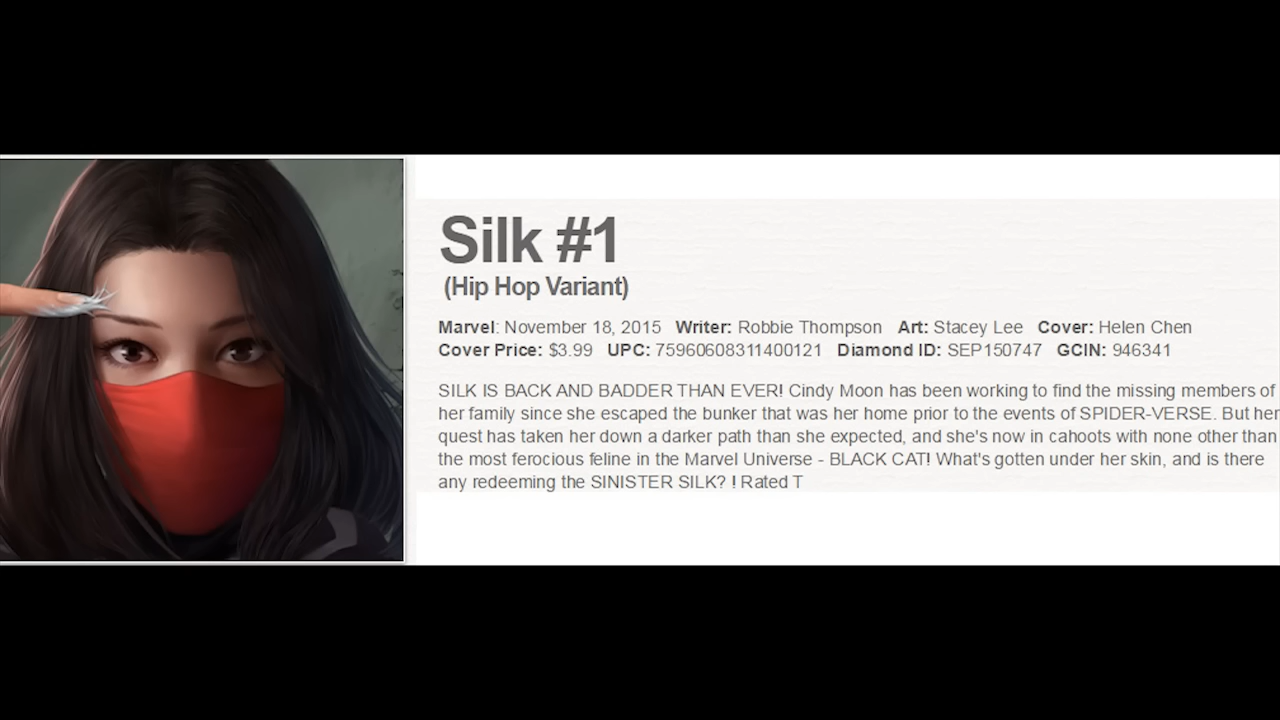 Silk #1
(Hip Hop Variant)
Marvel: November 18, 2015 Writer: Robbie Thompson Art: Stacey Lee Cover: Helen Chen
Cover Price: $3.99 UPC: 75960608311400121 Diamond ID: SEP150747 GCIN: 946341
SILK IS BACK AND BADDER THAN EVER! Cindy Moon has been working to find the missing members of
her family since she escaped the bunker that was her home prior to the events of SPIDER-VERSE. But her
quest has taken her down a darker path than she expected, and she's now in cahoots with none other than
the most ferocious feline in the Marvel Universe - BLACK CAT! What's gotten under her skin, and is there
any redeeming the SINISTER SILK? ! Rated T